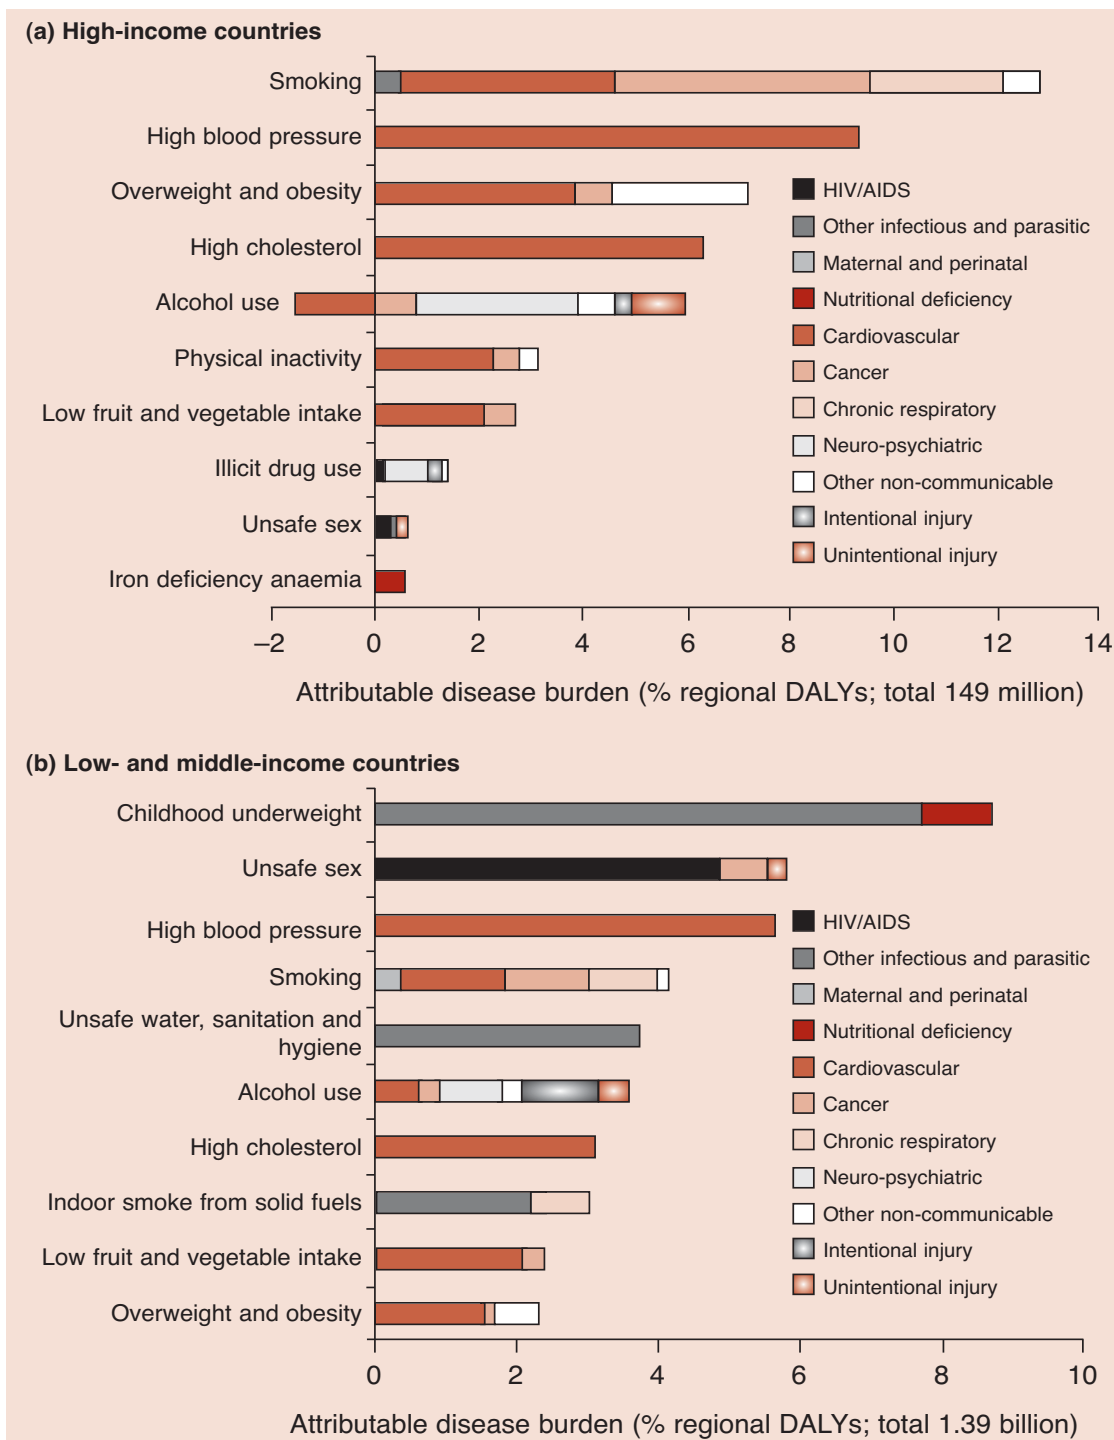 (a) High-income countries
Smoking
High blood pressure
Overweight and obesity
High cholesterol
Alcohol use
Physical inactivity
Low fruit and vegetable intake
Illicit drug use
Unsafe sex
Iron deficiency anaemia
HIV/AIDS
Other infectious and parasitic
Maternal and perinatal
Nutritional deficiency
Cardiovascular
Cancer
Chronic respiratory
Neuro-psychiatric
Other non-communicable
Intentional injury
Unintentional injury
–2 0 2 4 6 8 10 12 14
Attributable disease burden (% regional DALYs; total 149 million)
(b) Low- and middle-income countries
Childhood underweight
Unsafe sex
High blood pressure
Smoking
Unsafe water, sanitation and
hygiene
Alcohol use
High cholesterol
Indoor smoke from solid fuels
Low fruit and vegetable intake
Overweight and obesity
HIV/AIDS
Other infectious and parasitic
Maternal and perinatal
Nutritional deficiency
Cardiovascular
Cancer
Chronic respiratory
Neuro-psychiatric
Other non-communicable
Intentional injury
Unintentional injury
0 2 4 6 8 10
Attributable disease burden (% regional DALYs; total 1.39 billion)